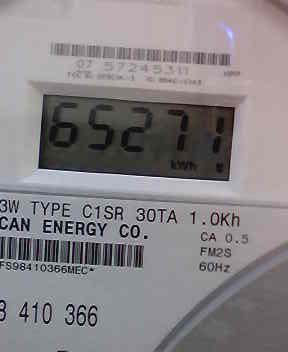 07 57245311
65271
kWh
3W TYPE C1SR 30TA 1.0Kh
CAN ENERGY CO.
CA 0.5
FM2S
FS98410366MEC*
60Hz
8 410 366